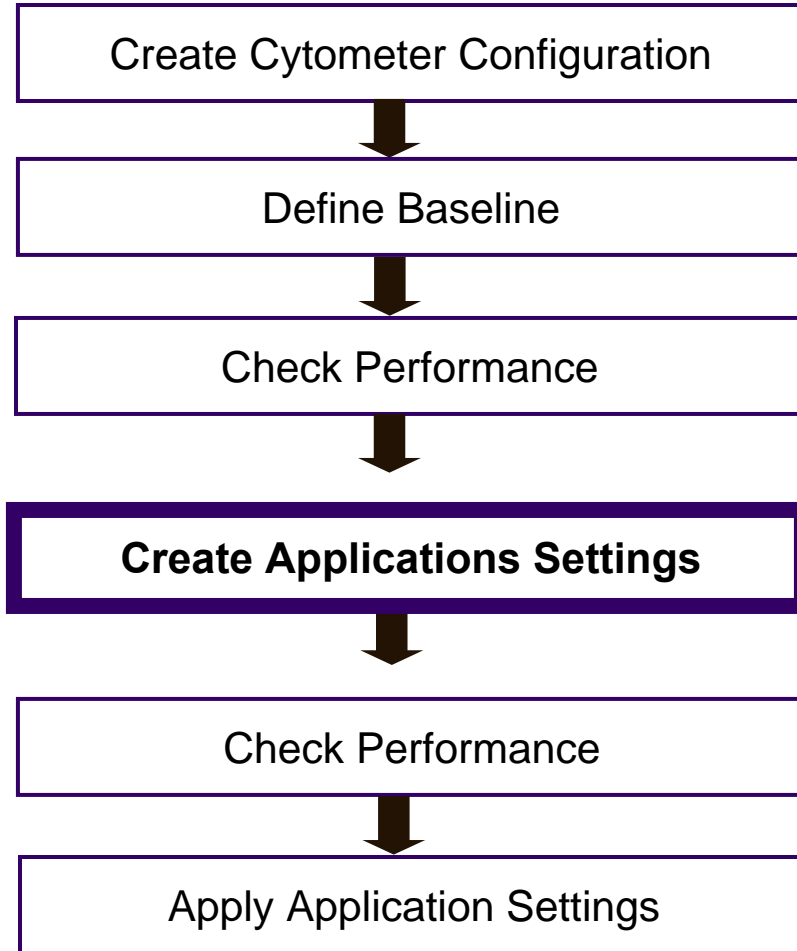 Create Cytometer Configuration
Define Baseline
Check Performance
Create Applications Settings
Check Performance
Apply Application Settings